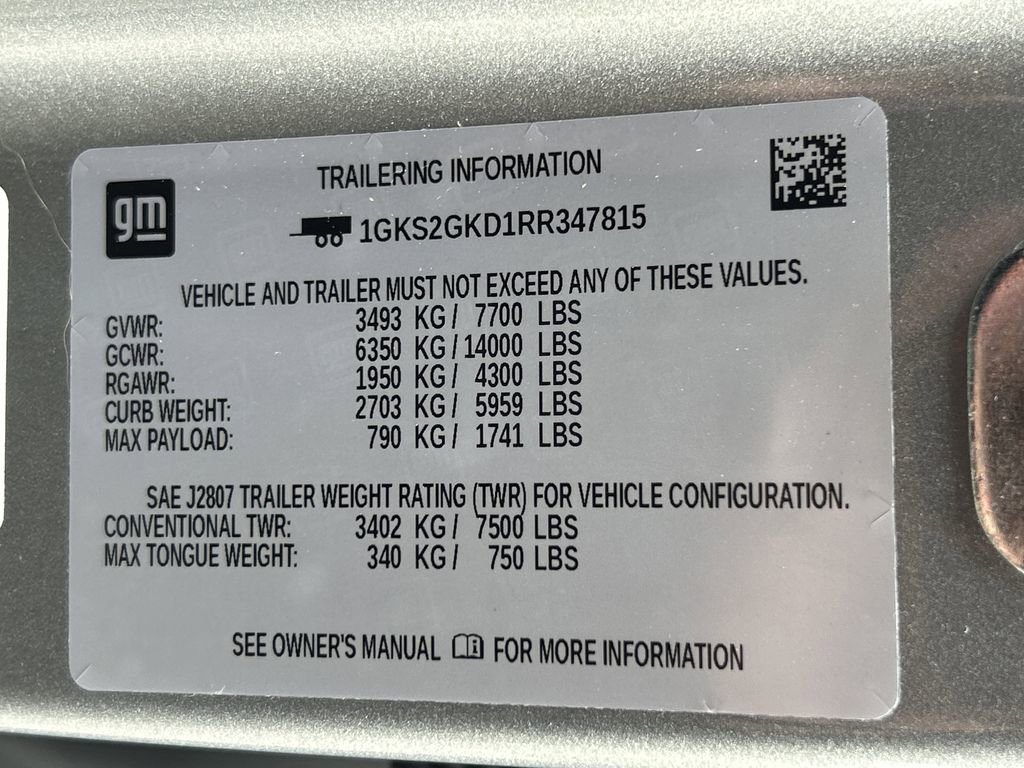 gm
TRAILERING INFORMATION
1GKS2GKD1RR347815
VEHICLE AND TRAILER MUST NOT EXCEED ANY OF THESE VALUES.
GVWR: 3493 KG / 7700 LBS
GCWR: 6350 KG / 14000 LBS
RGAWR: 1950 KG / 4300 LBS
CURB WEIGHT: 2703 KG / 5959 LBS
MAX PAYLOAD: 790 KG / 1741 LBS
SAE J2807 TRAILER WEIGHT RATING (TWR) FOR VEHICLE CONFIGURATION.
CONVENTIONAL TWR: 3402 KG / 7500 LBS
MAX TONGUE WEIGHT: 340 KG / 750 LBS
SEE OWNER'S MANUAL FOR MORE INFORMATION